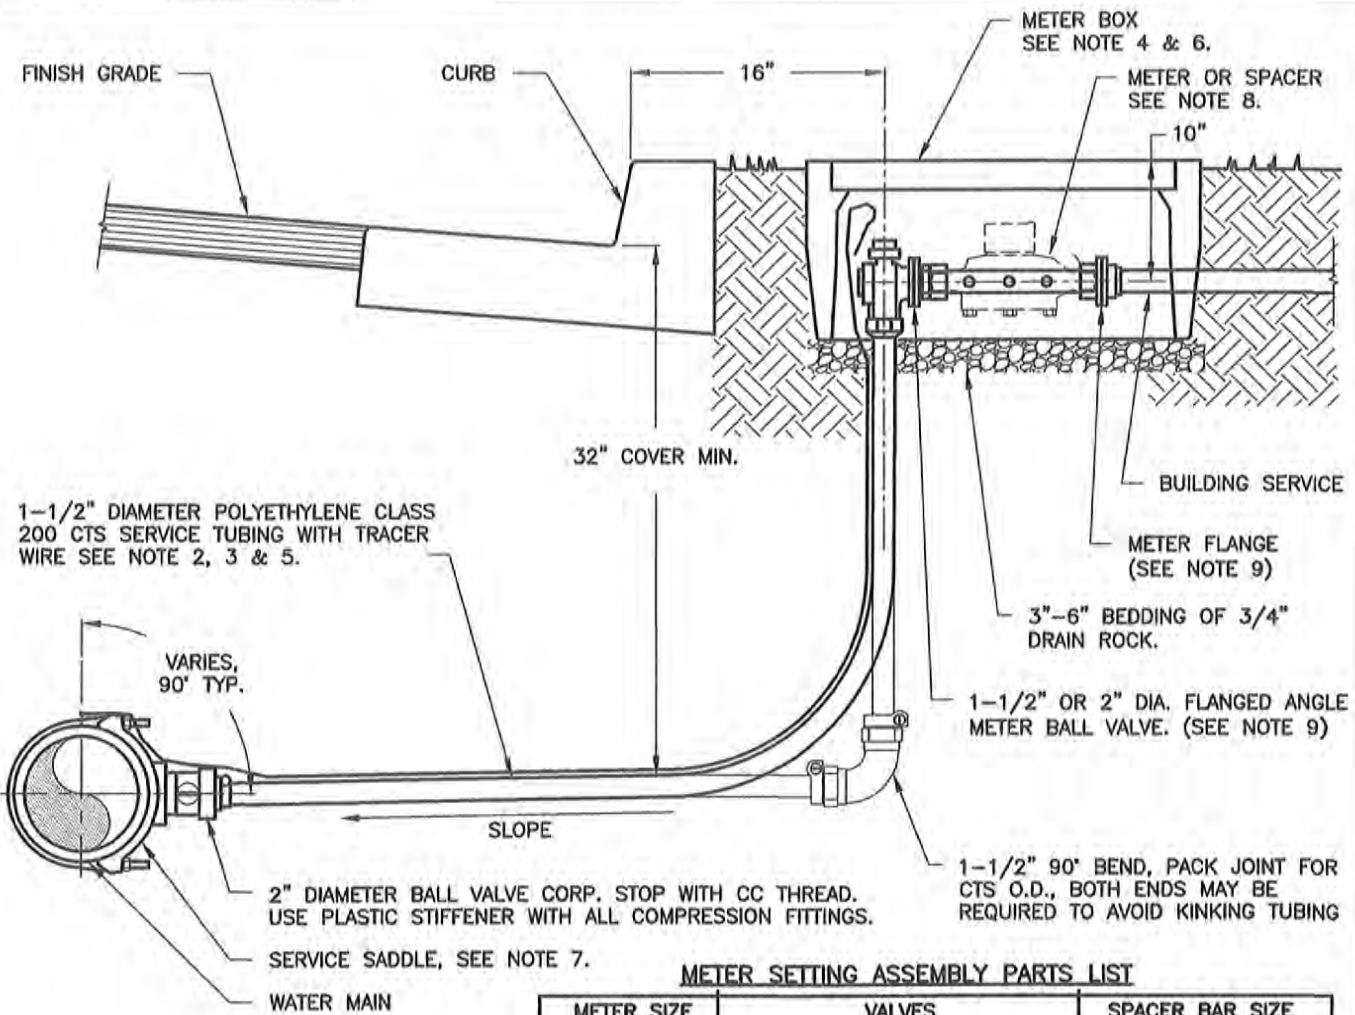 METER BOX
SEE NOTE 4 & 6.
FINISH GRADE
CURB
16"
METER OR SPACER
SEE NOTE 8.
10"
32" COVER MIN.
BUILDING SERVICE
1-1/2" DIAMETER POLYETHYLENE CLASS
200 CTS SERVICE TUBING WITH TRACER
WIRE SEE NOTE 2, 3 & 5.
METER FLANGE
(SEE NOTE 9)
3"-6" BEDDING OF 3/4"
DRAIN ROCK.
VARIES,
90° TYP.
1-1/2" OR 2" DIA. FLANGED ANGLE
METER BALL VALVE. (SEE NOTE 9)
SLOPE
1-1/2" 90° BEND, PACK JOINT FOR
CTS O.D., BOTH ENDS MAY BE
REQUIRED TO AVOID KINKING TUBING
2" DIAMETER BALL VALVE CORP. STOP WITH CC THREAD.
USE PLASTIC STIFFENER WITH ALL COMPRESSION FITTINGS.
SERVICE SADDLE, SEE NOTE 7.
WATER MAIN
METER SETTING ASSEMBLY PARTS LIST
METER SIZE VALVES SPACER BAR SIZE